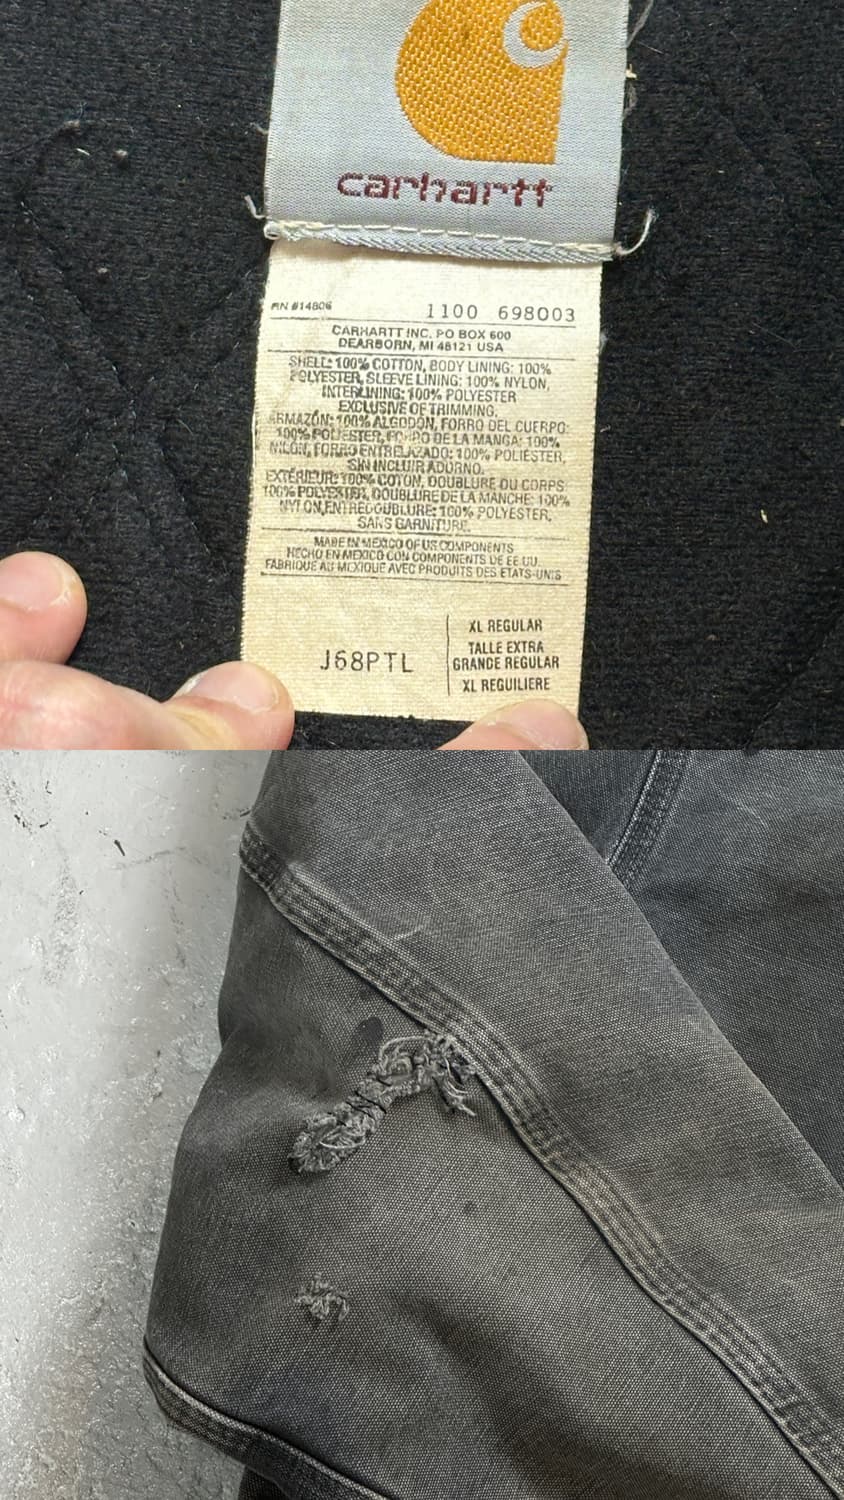 carhartt
RN #14806
1100 698003
CARHARTT INC. PO BOX 600
DEARBORN, MI 48121 USA
SHELL: 100% COTTON, BODY LINING: 100%
POLYESTER, SLEEVE LINING: 100% NYLON,
INTERLINING: 100% POLYESTER
EXCLUSIVE OF TRIMMING.
ARMAZÓN: 100% ALGODÓN, FORRO DEL CUERPO:
100% POLIESTER, FORRO DE LA MANGA: 100%
NILON, FORRO ENTRELAZADO: 100% POLIESTER,
SIN INCLUIR ADORNO.
EXTÉRIEUR: 100% COTON, DOUBLURE DU CORPS:
100% POLYESTER, DOUBLURE DE LA MANCHE: 100%
NYLON, ENTREDOUBLURE: 100% POLYESTER,
SANS GARNITURE.
MADE IN MEXICO OF US COMPONENTS
HECHO EN MEXICO CON COMPONENTS DE EE UU
FABRIQUE AU MEXIQUE AVEC PRODUITS DES ETATS-UNIS
J68PTL
XL REGULAR
TALLE EXTRA
GRANDE REGULAR
XL REGUILIERE